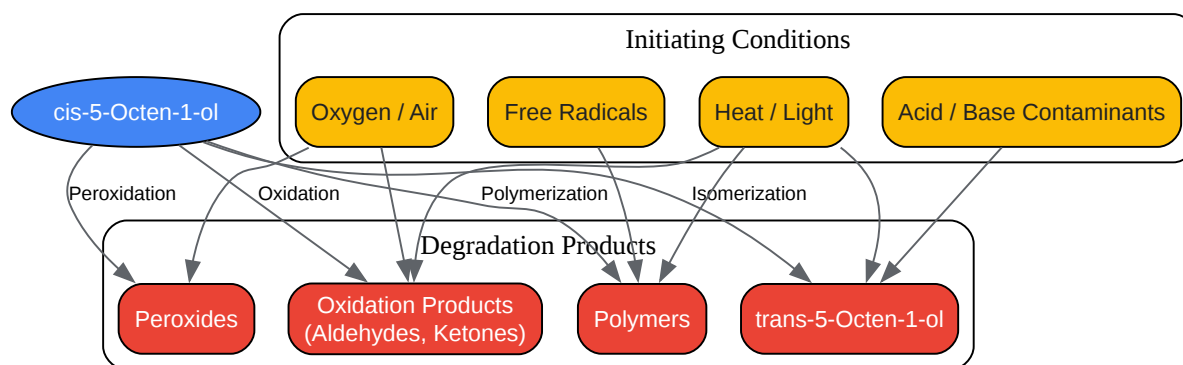 Initiating Conditions
cis-5-Octen-1-ol
Oxygen / Air
Free Radicals
Heat / Light
Acid / Base Contaminants
Peroxidation
Oxidation
Polymerization
Isomerization
Degradation Products
Peroxides
Oxidation Products
(Aldehydes, Ketones)
Polymers
trans-5-Octen-1-ol